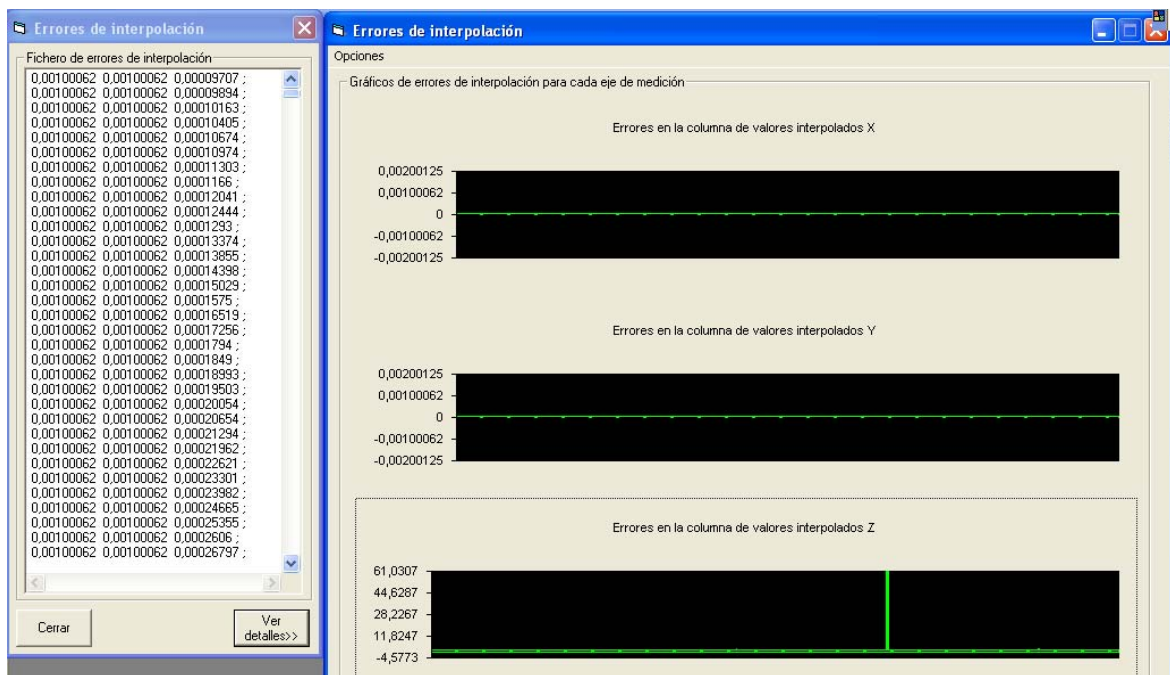 Errores de interpolación
Fichero de errores de interpolación
0,00100062 0,00100062 0,00009707 ;
0,00100062 0,00100062 0,00009894 ;
0,00100062 0,00100062 0,00010163 ;
0,00100062 0,00100062 0,00010405 ;
0,00100062 0,00100062 0,00010674 ;
0,00100062 0,00100062 0,00010974 ;
0,00100062 0,00100062 0,00011303 ;
0,00100062 0,00100062 0,0001166 ;
0,00100062 0,00100062 0,00012041 ;
0,00100062 0,00100062 0,00012444 ;
0,00100062 0,00100062 0,0001293 ;
0,00100062 0,00100062 0,00013374 ;
0,00100062 0,00100062 0,00013855 ;
0,00100062 0,00100062 0,00014398 ;
0,00100062 0,00100062 0,00015029 ;
0,00100062 0,00100062 0,0001575 ;
0,00100062 0,00100062 0,00016519 ;
0,00100062 0,00100062 0,00017256 ;
0,00100062 0,00100062 0,0001794 ;
0,00100062 0,00100062 0,0001849 ;
0,00100062 0,00100062 0,00018993 ;
0,00100062 0,00100062 0,00019503 ;
0,00100062 0,00100062 0,00020054 ;
0,00100062 0,00100062 0,00020654 ;
0,00100062 0,00100062 0,00021294 ;
0,00100062 0,00100062 0,00021962 ;
0,00100062 0,00100062 0,00022621 ;
0,00100062 0,00100062 0,00023301 ;
0,00100062 0,00100062 0,00023982 ;
0,00100062 0,00100062 0,00024665 ;
0,00100062 0,00100062 0,00025355 ;
0,00100062 0,00100062 0,0002606 ;
0,00100062 0,00100062 0,00026797 ;
Cerrar
Ver
detalles>>
Errores de interpolación
Opciones
Gráficos de errores de interpolación para cada eje de medición
Errores en la columna de valores interpolados X
0,00200125
0,00100062
0
-0,00100062
-0,00200125
Errores en la columna de valores interpolados Y
0,00200125
0,00100062
0
-0,00100062
-0,00200125
Errores en la columna de valores interpolados Z
61,0307
44,6287
28,2267
11,8247
-4,5773